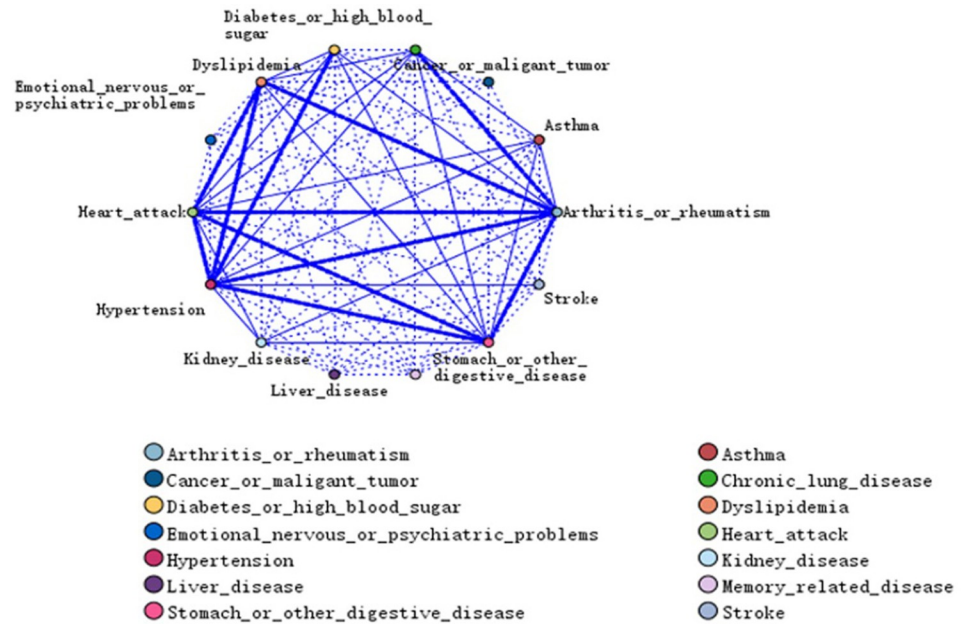 Diabetes_or_high_blood_
sugar
Dyslipidemia
Cancer_or_maligant_tumor
Emotional_nervous_or_
psychiatric_problems
Asthma
Heart_attack
Arthritis_or_rheumatism
Hypertension
Stroke
Kidney_disease
Stomach_or_other_
digestive_disease
Liver_disease
Arthritis_or_rheumatism
Asthma
Cancer_or_maligant_tumor
Chronic_lung_disease
Diabetes_or_high_blood_sugar
Dyslipidemia
Emotional_nervous_or_psychiatric_problems
Heart_attack
Hypertension
Kidney_disease
Liver_disease
Memory_related_disease
Stomach_or_other_digestive_disease
Stroke